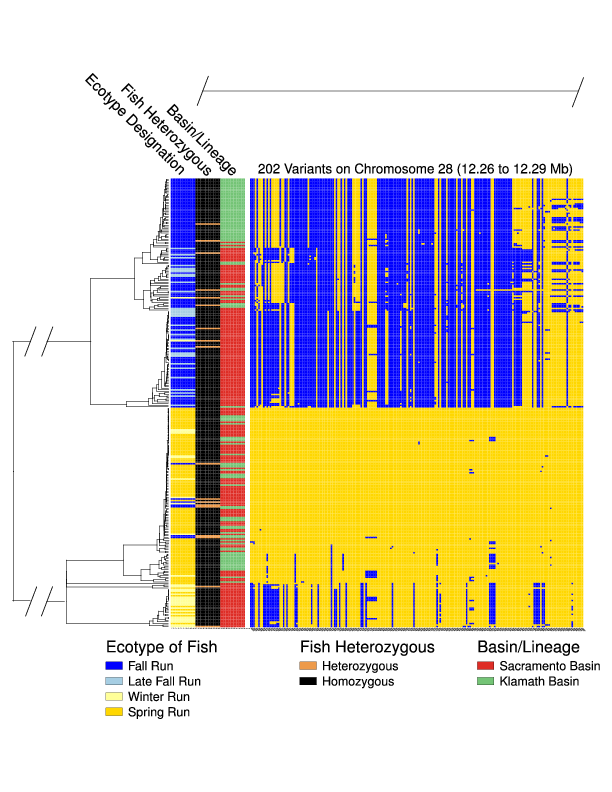 Ecotype Designation
Fish Heterozygous
Basin/Lineage
202 Variants on Chromosome 28 (12.26 to 12.29 Mb)
Ecotype of Fish
Fall Run
Late Fall Run
Winter Run
Spring Run
Fish Heterozygous
Heterozygous
Homozygous
Basin/Lineage
Sacramento Basin
Klamath Basin